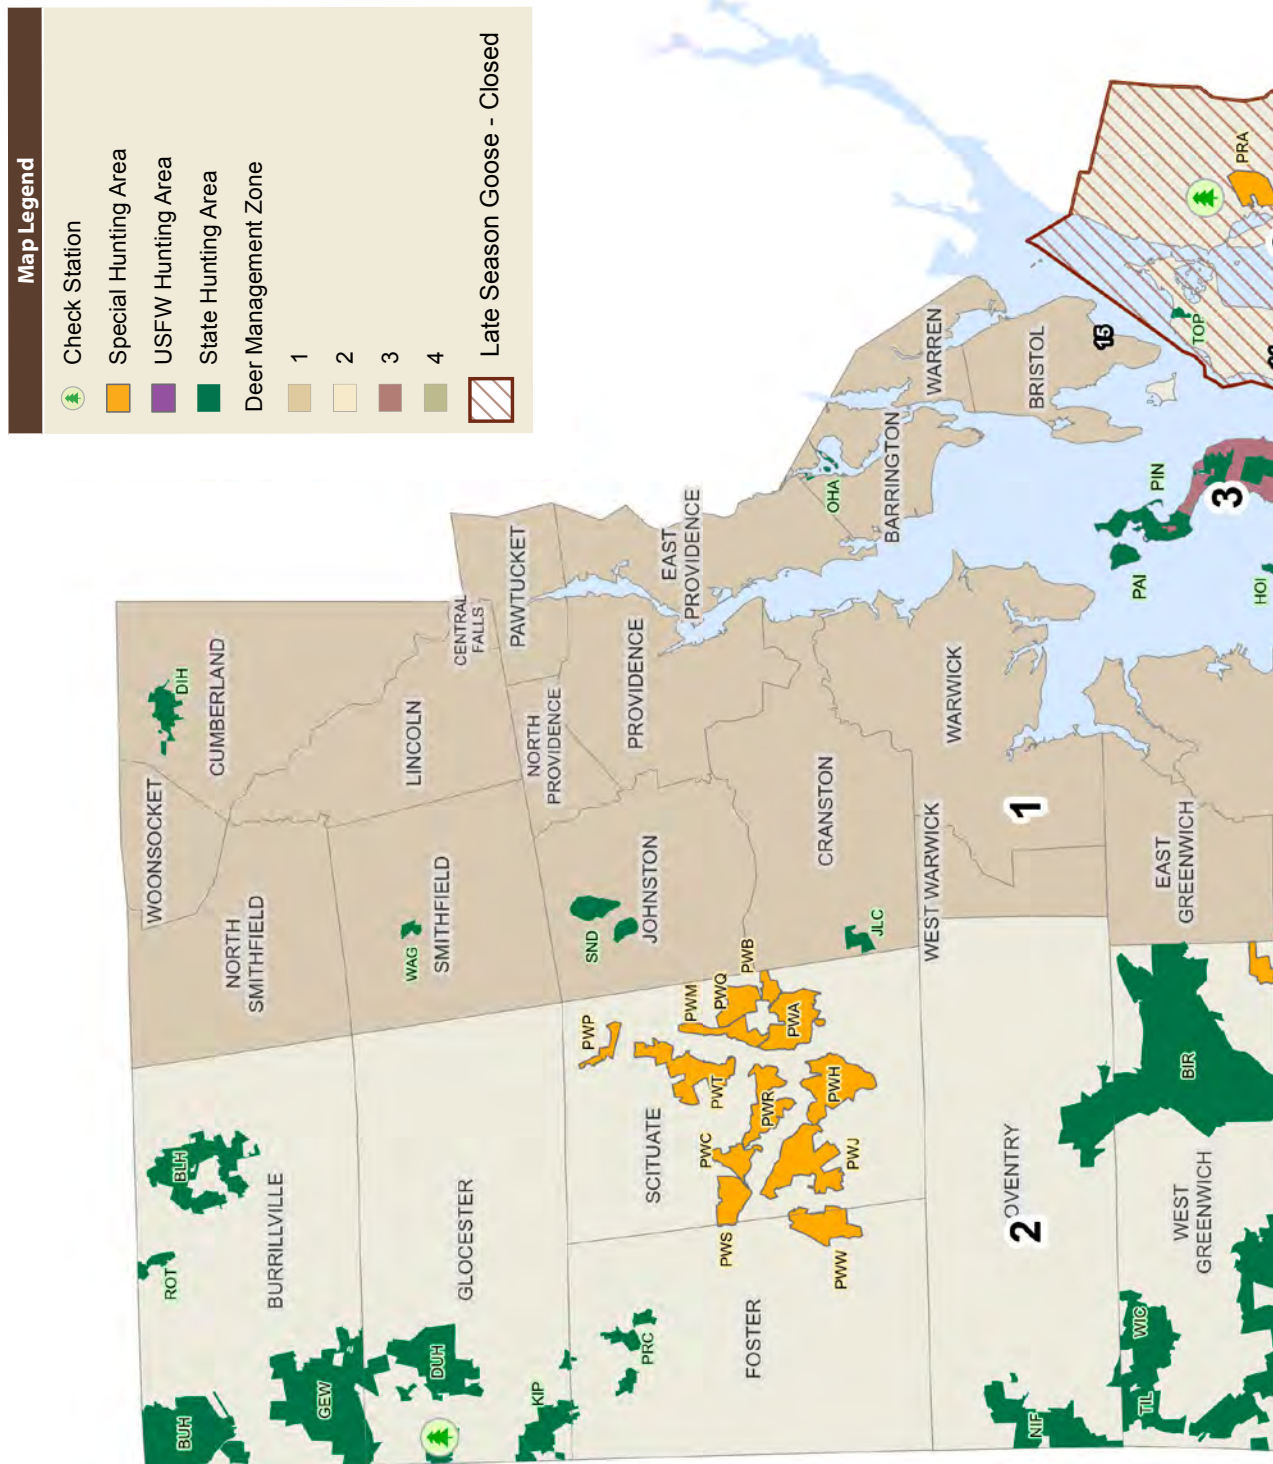 Map Legend
Check Station
Special Hunting Area
USFW Hunting Area
State Hunting Area
Deer Management Zone
1
2
3
4
Late Season Goose - Closed
BUH
ROT
BLH
BURRILLVILLE
GEW
DUH
GLOCESTER
KIP
WOONSOCKET
NORTH
SMITHFIELD
DIH
CUMBERLAND
LINCOLN
CENTRAL
FALLS
WAG
SMITHFIELD
PAWTUCKET
NORTH
PROVIDENCE
PROVIDENCE
EAST
PROVIDENCE
SND
JOHNSTON
PRC
FOSTER
SCITUATE
PWP
PWM
PWQ
PWB
PWA
PWT
PWR
PWH
PWC
PWJ
PWS
PWW
CRANSTON
JLC
OHA
BARRINGTON
WARREN
BRISTOL
15
WARWICK
WEST WARWICK
1
OVENTRY
2
NIF
EAST
GREENWICH
BIR
WEST
GREENWICH
WIC
TIL
PAI
PIN
3
HOI
TOP
PRA